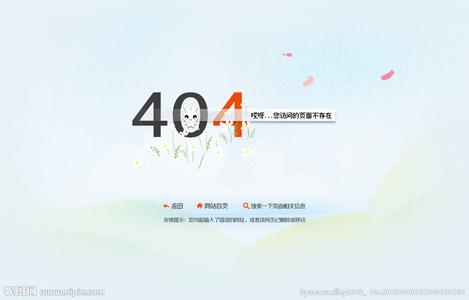 404
哎呀...您访问的页面不存在
返回 网站首页 搜索一下页面相关信息
友情提示：您可能输入了错误的网址，或者该网页已删除或移动
昵图网 www.nipic.com